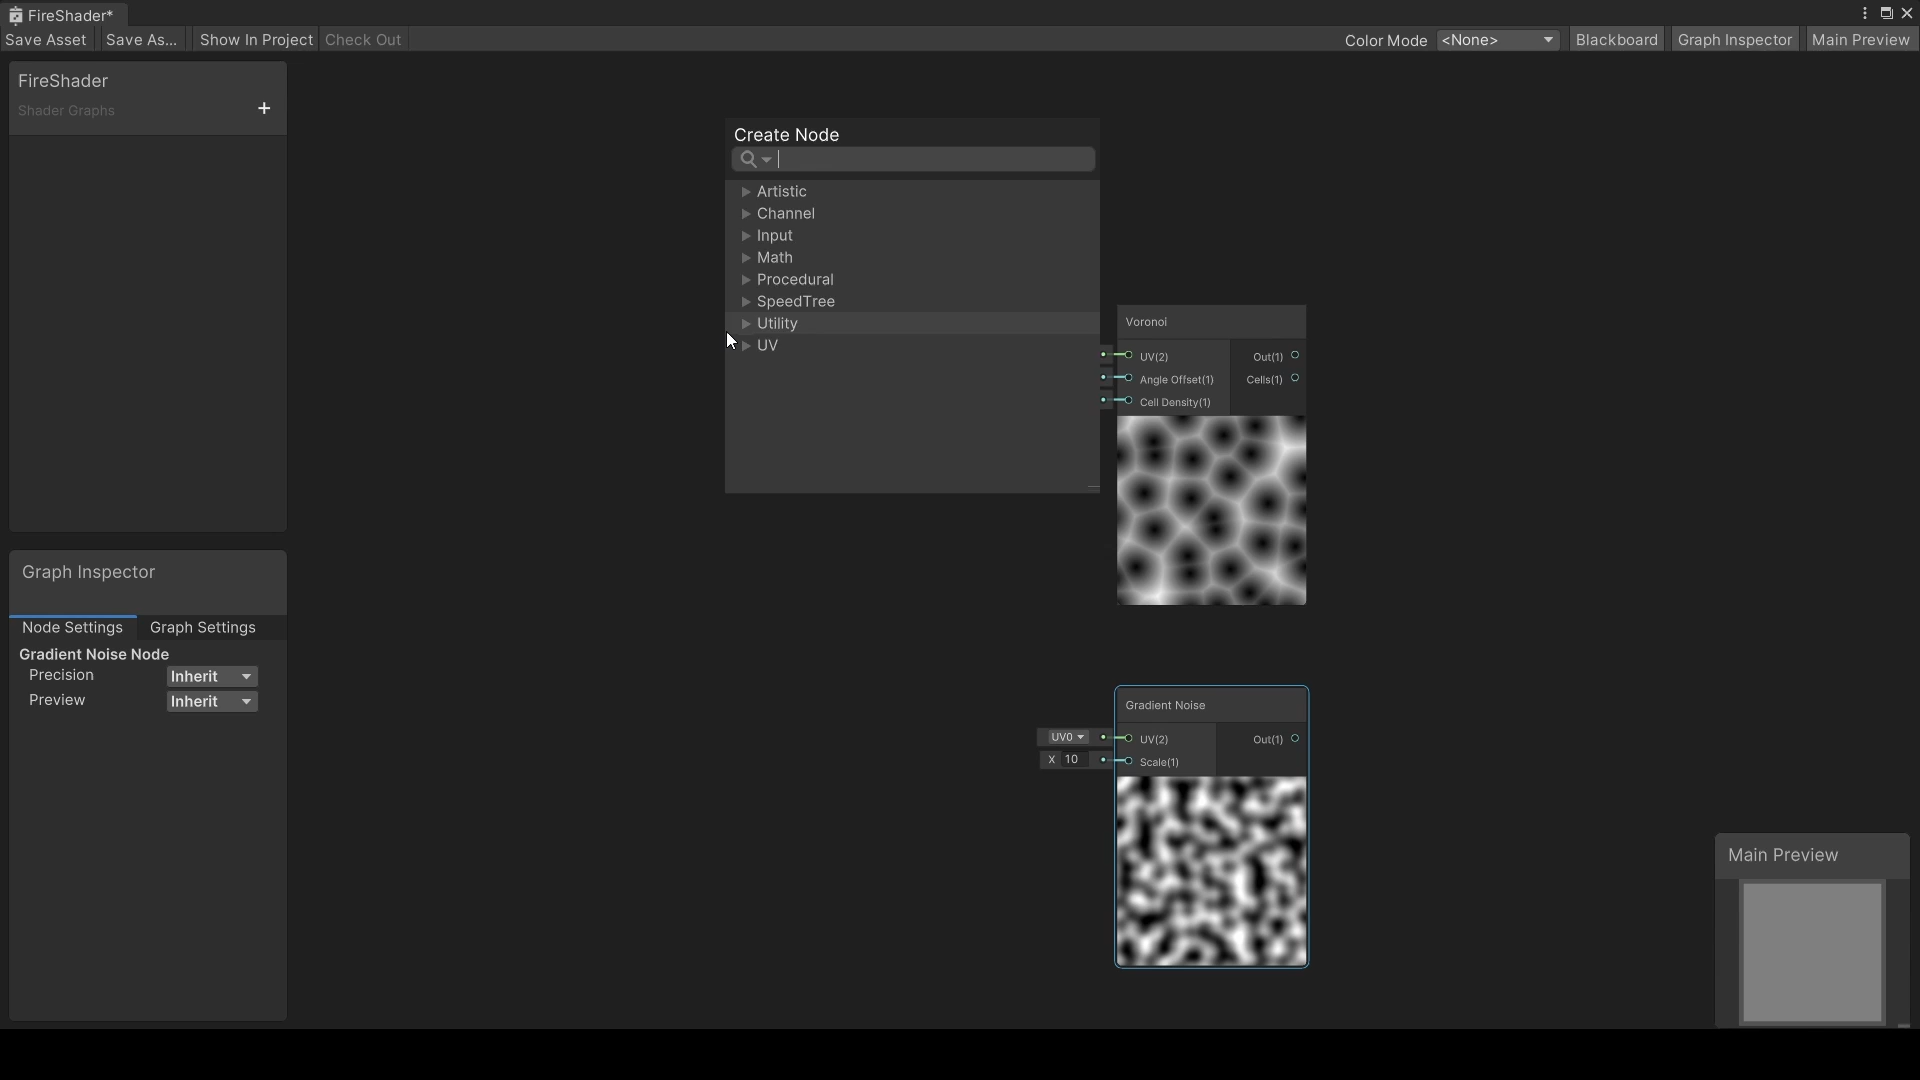 FireShader*
Save Asset Save As... Show In Project Check Out Color Mode <None> Blackboard Graph Inspector Main Preview
FireShader
Shader Graphs
+
Create Node
Artistic
Channel
Input
Math
Procedural
SpeedTree
Utility
UV
Voronoi
UV(2) Out(1)
Angle Offset(1) Cells(1)
Cell Density(1)
Graph Inspector
Node Settings Graph Settings
Gradient Noise Node
Precision Inherit
Preview Inherit
Gradient Noise
UV0 UV(2) Out(1)
X 10 Scale(1)
Main Preview